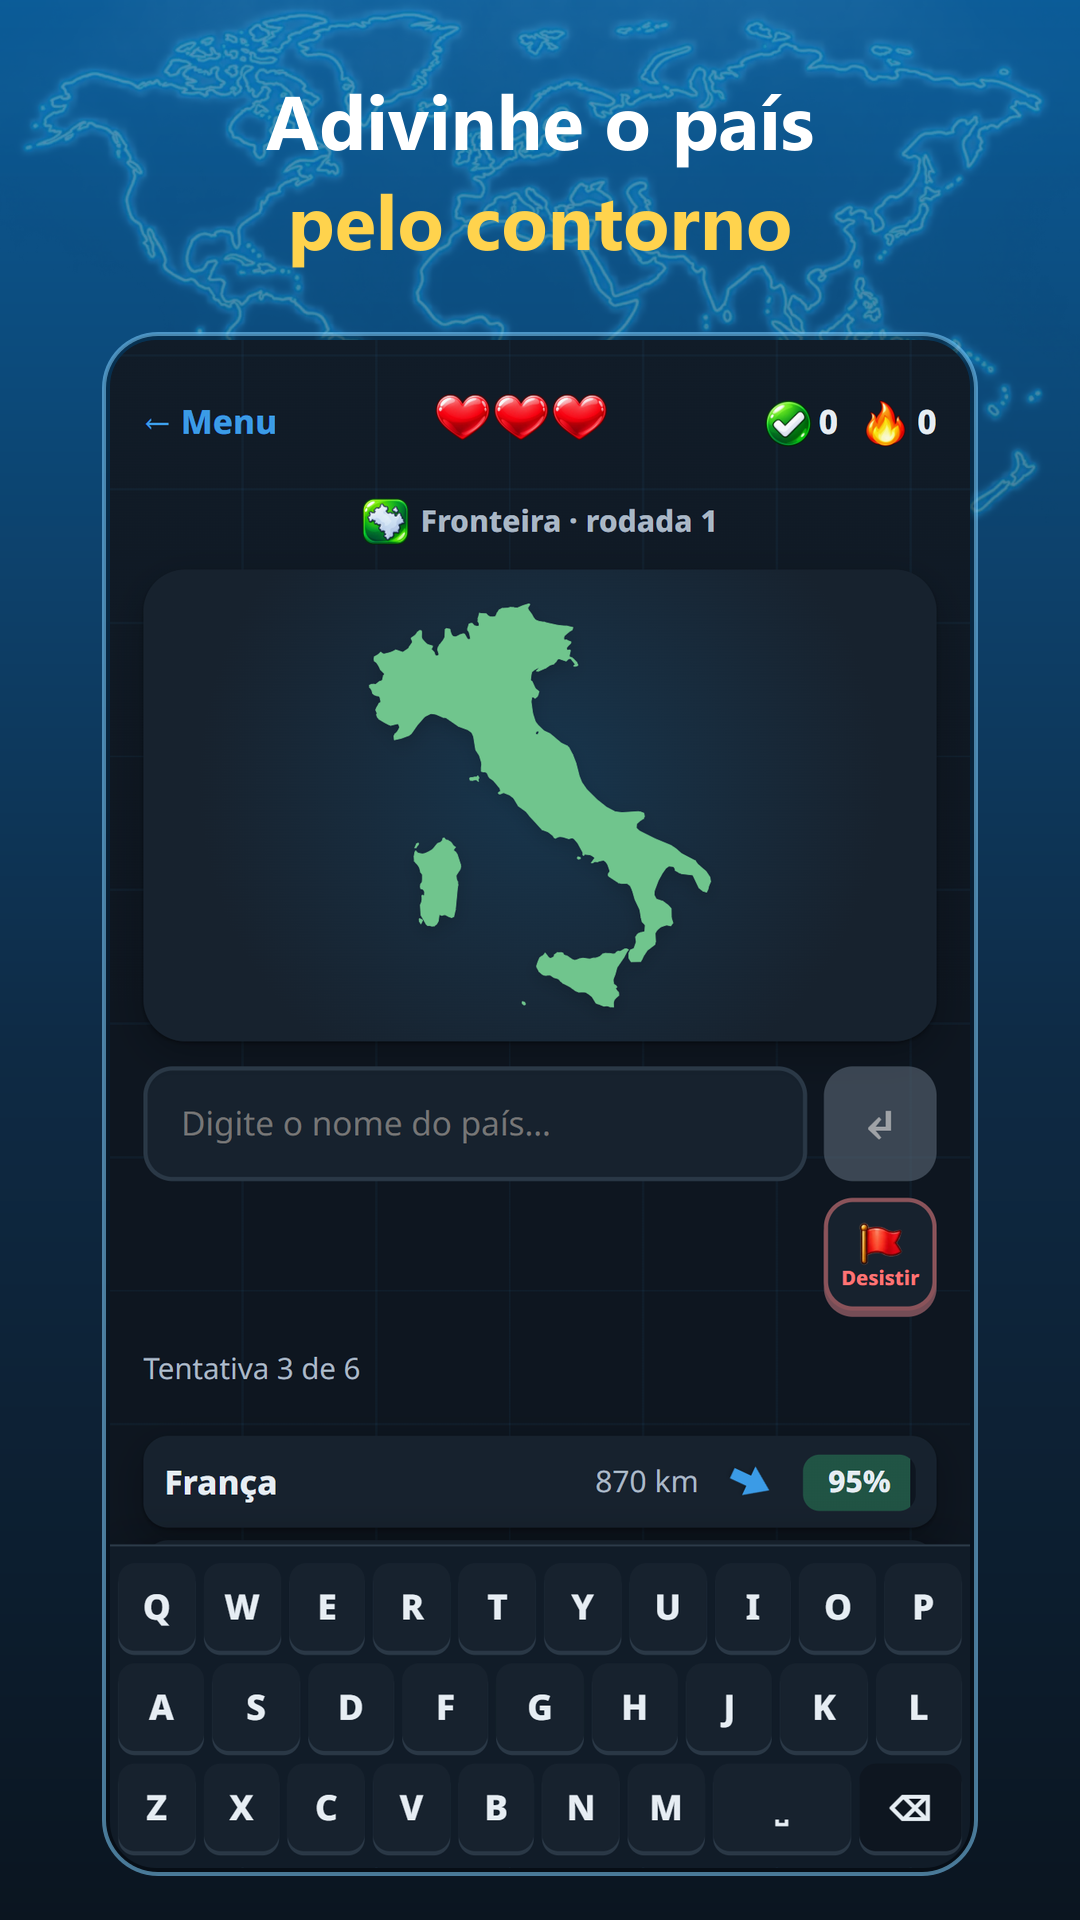 Adivinhe o país
pelo contorno
← Menu
0
0
Fronteira · rodada 1
Digite o nome do país...
Desistir
Tentativa 3 de 6
França 870 km 95%
Q W E R T Y U I O P
A S D F G H J K L
Z X C V B N M